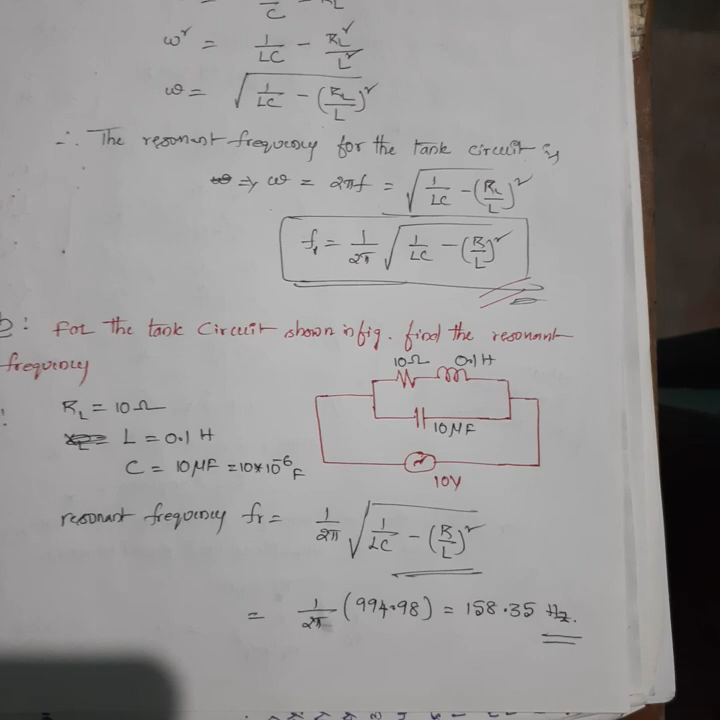 ω² = 1/LC − R_L²/L²
ω = √(1/LC − (R_L/L)²)
∴ The resonant frequency for the tank circuit is
⇒ ω = 2πf = √(1/LC − (R_L/L)²)
f_r = 1/2π √(1/LC − (R/L)²)
: For the tank Circuit shown in fig. find the resonant
frequency
10Ω 0.1H
10μF
10V
R_L = 10Ω
L = 0.1 H
C = 10μF = 10×10⁻⁶ F
resonant frequency fr = 1/2π √(1/LC − (R/L)²)
= 1/2π (994.98) = 158.35 Hz.